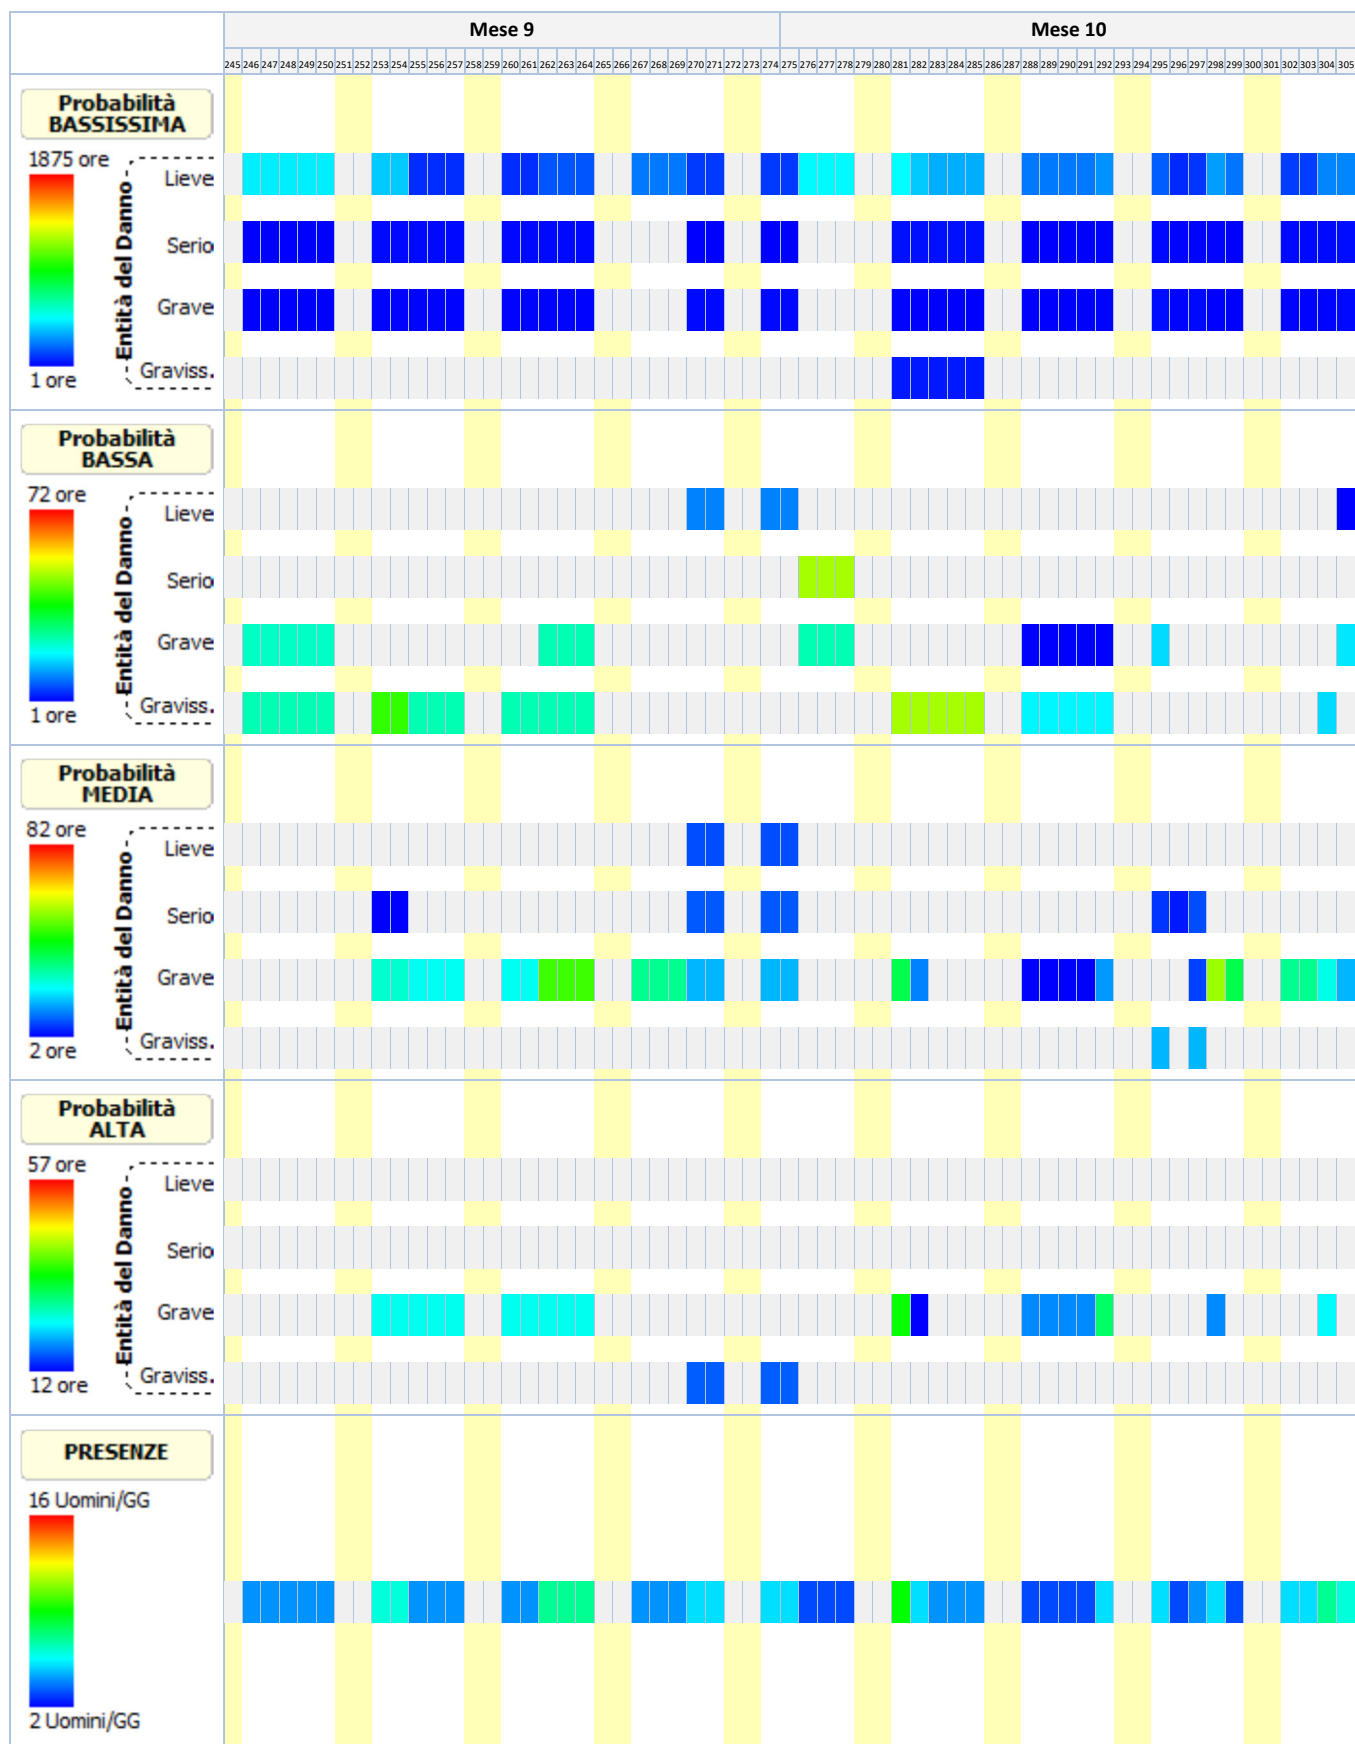 Mese 9 Mese 10
245 246 247 248 249 250 251 252 253 254 255 256 257 258 259 260 261 262 263 264 265 266 267 268 269 270 271 272 273 274 275 276 277 278 279 280 281 282 283 284 285 286 287 288 289 290 291 292 293 294 295 296 297 298 299 300 301 302 303 304 305
Probabilità
BASSISSIMA
1875 ore
Entità del Danno
Lieve
Serio
Grave
Graviss.
1 ore
Probabilità
BASSA
72 ore
Entità del Danno
Lieve
Serio
Grave
Graviss.
1 ore
Probabilità
MEDIA
82 ore
Entità del Danno
Lieve
Serio
Grave
Graviss.
2 ore
Probabilità
ALTA
57 ore
Entità del Danno
Lieve
Serio
Grave
Graviss.
12 ore
PRESENZE
16 Uomini/GG
2 Uomini/GG